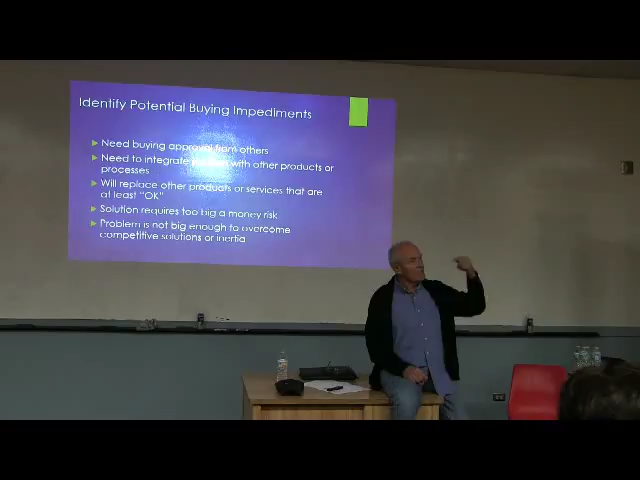 Identify Potential Buying Impediments
Need buying approval from others
Need to integrate with other products or
processes
Will replace other products or services that are
at least “OK”
Solution requires too big a money risk
Problem is not big enough to overcome
competitive solutions or inertia